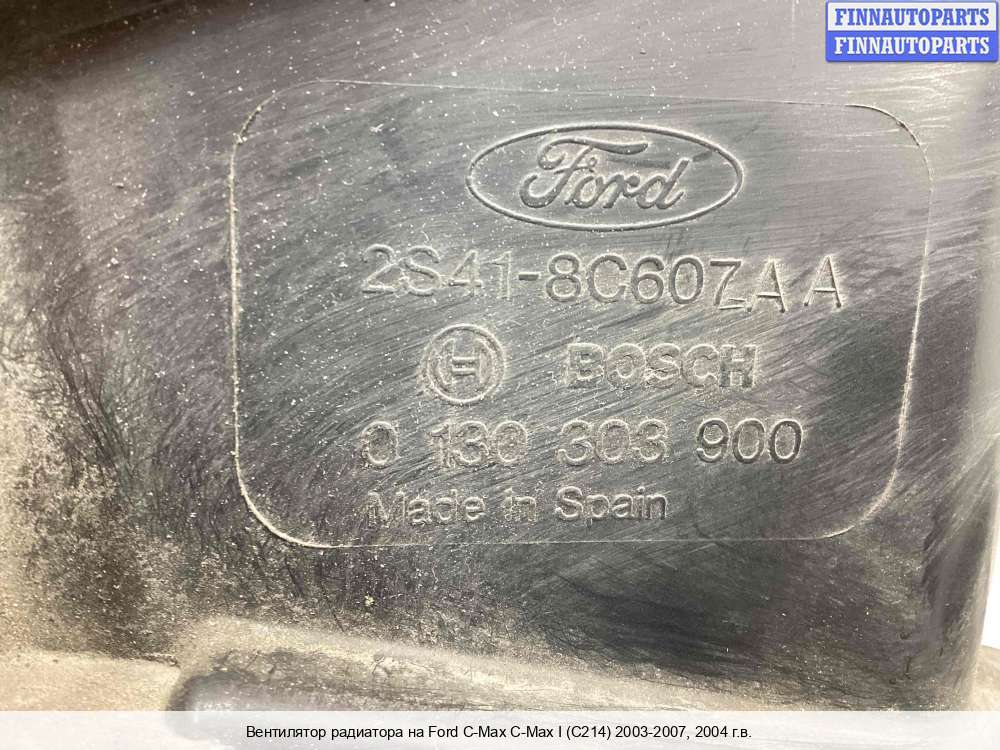 FINNAUTOPARTS
FINNAUTOPARTS
Ford
2S41-8C607AA
H BOSCH
0 130 303 900
Made in Spain
Вентилятор радиатора на Ford C-Max C-Max I (C214) 2003-2007, 2004 г.в.